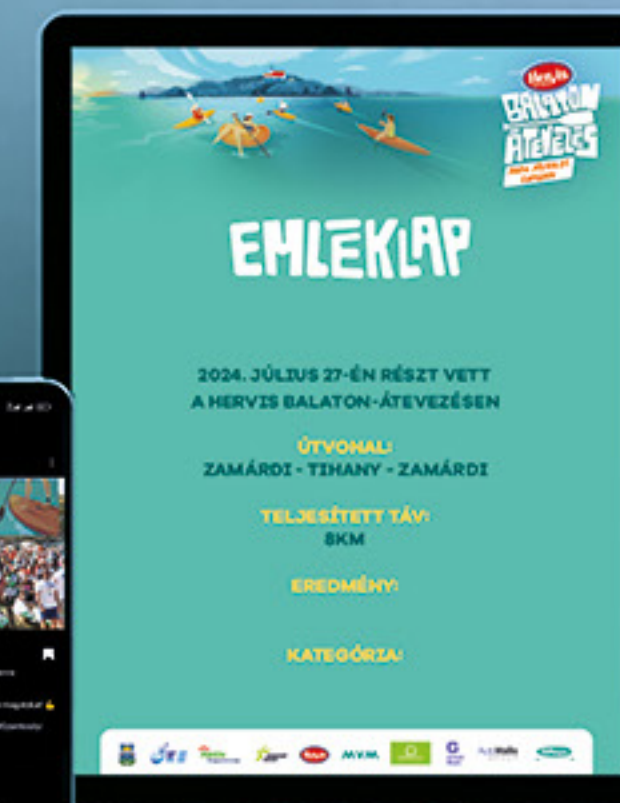 Hervis
BALATON
ÁTEVEZÉS
EMLÉKLAP
2024. JÚLIUS 27-ÉN RÉSZT VETT
A HERVIS BALATON-ÁTEVEZÉSEN
ÚTVONAL:
ZAMÁRDI - TIHANY - ZAMÁRDI
TELJESÍTETT TÁV:
8KM
EREDMÉNY:
KATEGÓRIA:
MVM